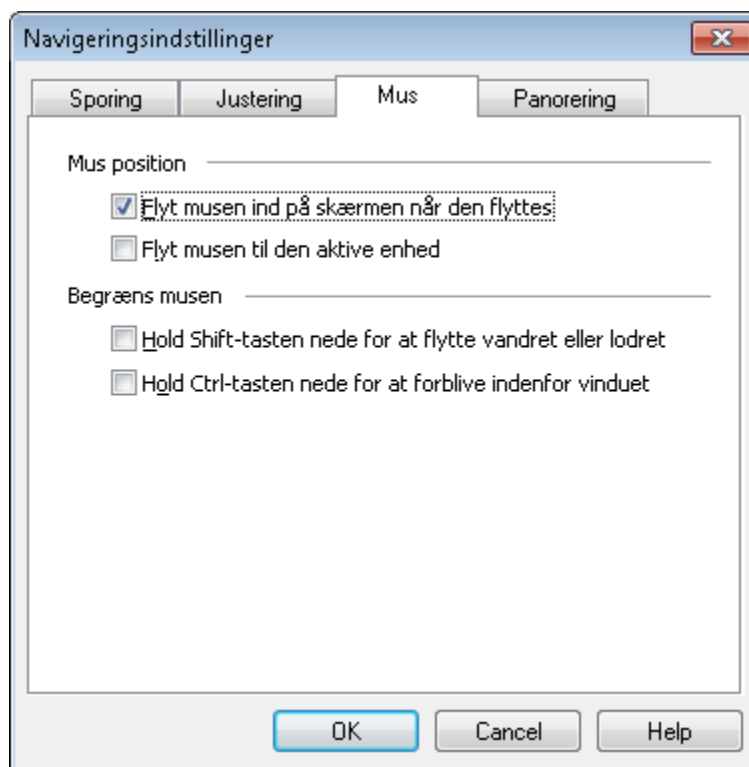 Navigeringsindstillinger
Sporing Justering Mus Panorering
Mus position
Flyt musen ind på skærmen når den flyttes
Flyt musen til den aktive enhed
Begræns musen
Hold Shift-tasten nede for at flytte vandret eller lodret
Hold Ctrl-tasten nede for at forblive indenfor vinduet
OK Cancel Help